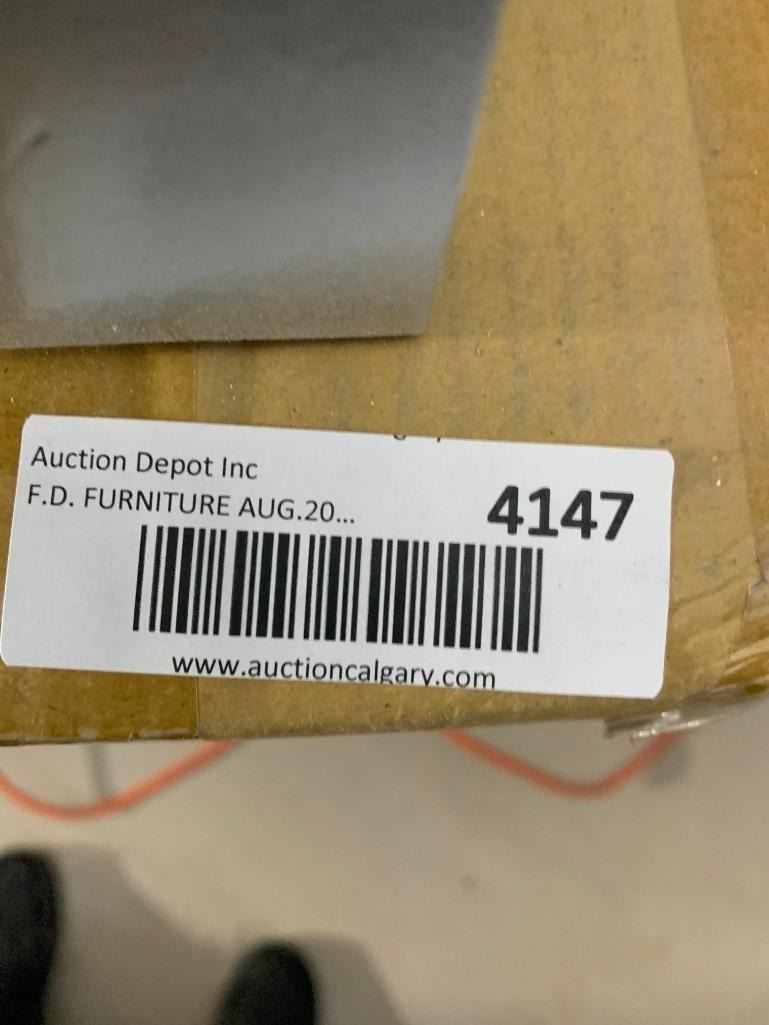 Auction Depot Inc
F.D. FURNITURE AUG.20...
4147
www.auctioncalgary.com